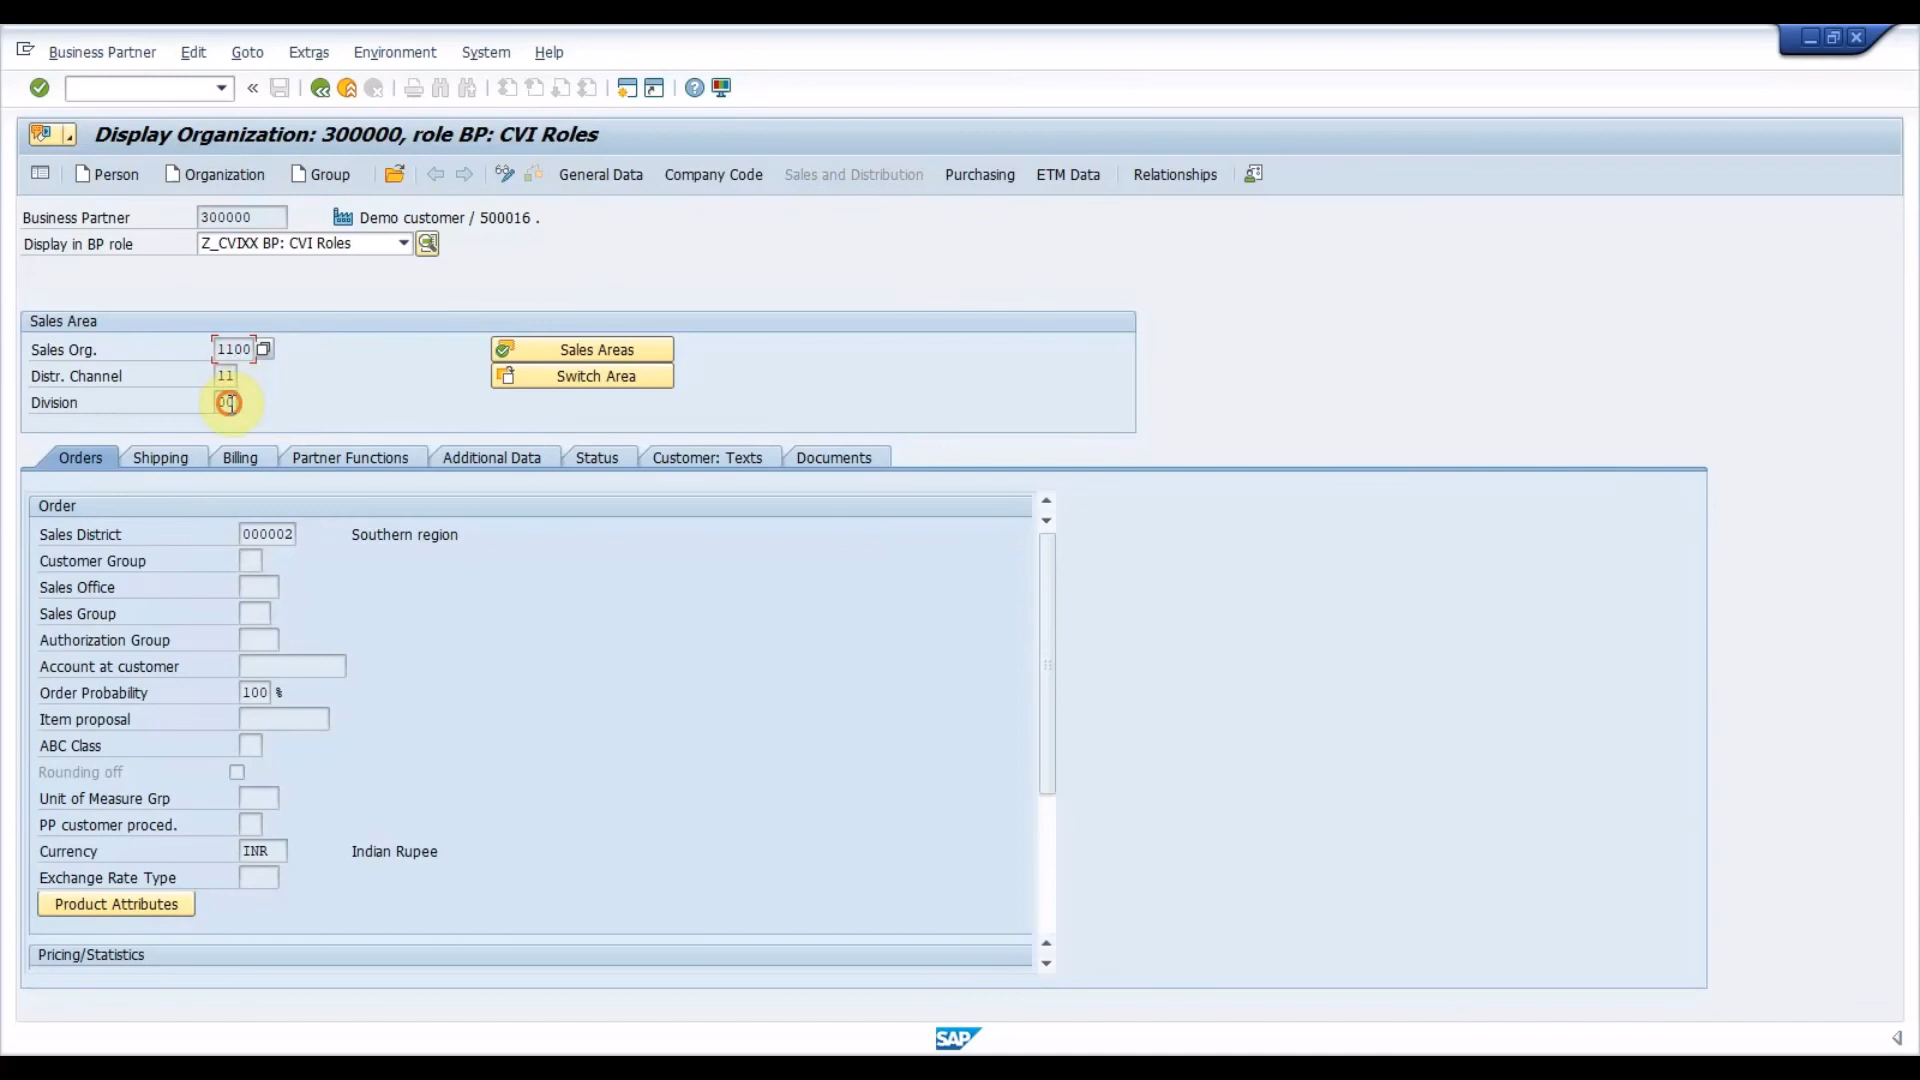 Business Partner Edit Goto Extras Environment System Help
Display Organization: 300000, role BP: CVI Roles
Person Organization Group General Data Company Code Sales and Distribution Purchasing ETM Data Relationships
Business Partner 300000 Demo customer / 500016 .
Display in BP role Z_CVIXX BP: CVI Roles
Sales Area
Sales Org. 1100 Sales Areas
Distr. Channel 11 Switch Area
Division
Orders Shipping Billing Partner Functions Additional Data Status Customer: Texts Documents
Order
Sales District 000002 Southern region
Customer Group
Sales Office
Sales Group
Authorization Group
Account at customer
Order Probability 100 %
Item proposal
ABC Class
Rounding off
Unit of Measure Grp
PP customer proced.
Currency INR Indian Rupee
Exchange Rate Type
Product Attributes
Pricing/Statistics
SAP